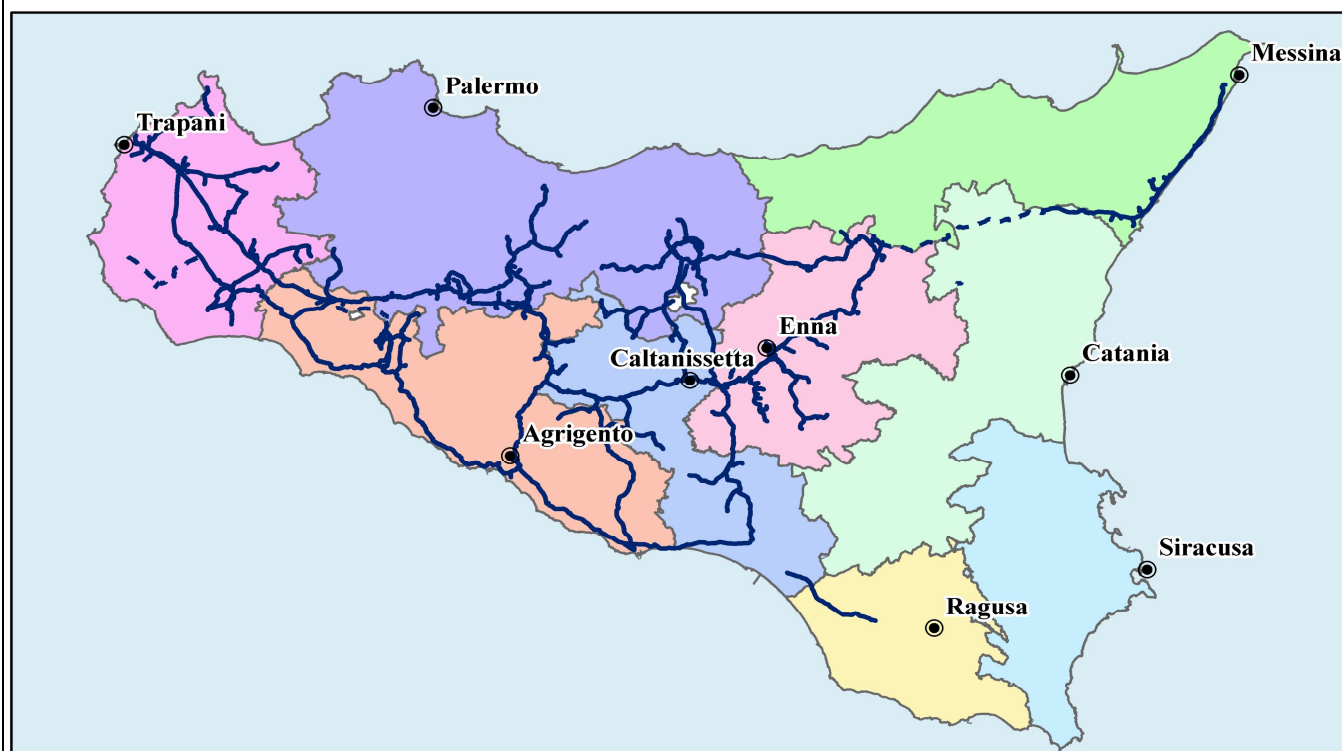 Messina
Palermo
Trapani
Enna
Caltanissetta
Catania
Agrigento
Siracusa
Ragusa